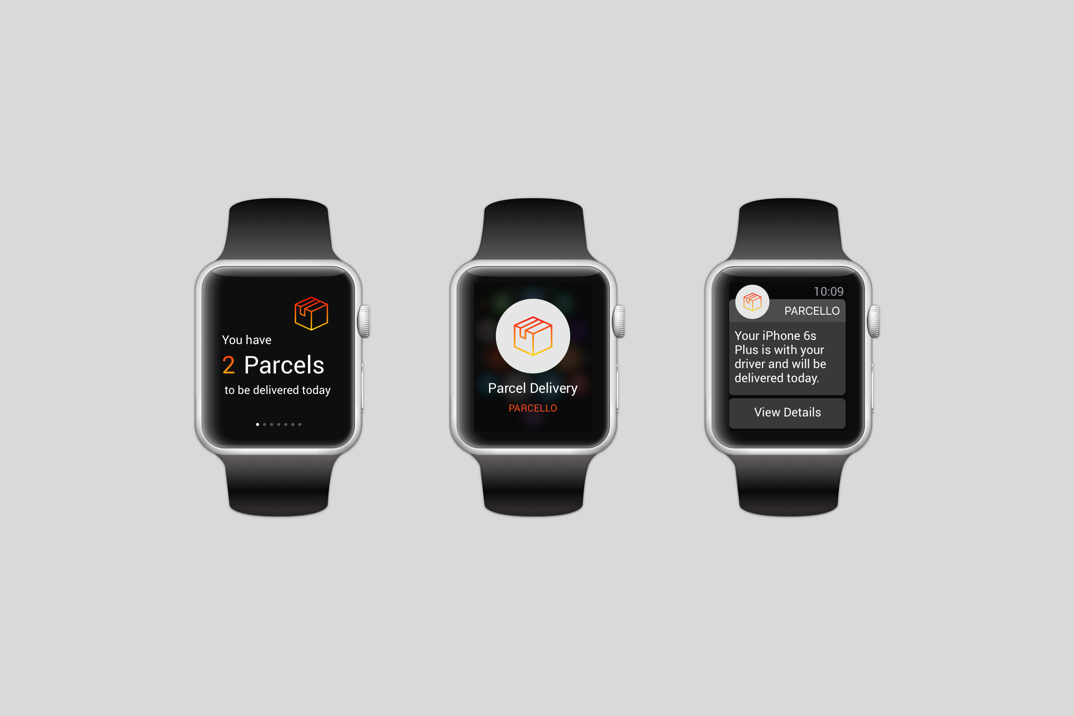 You have
2 Parcels
to be delivered today
Parcel Delivery
PARCELLO
10:09
PARCELLO
Your iPhone 6s
Plus is with your
driver and will be
delivered today.
View Details